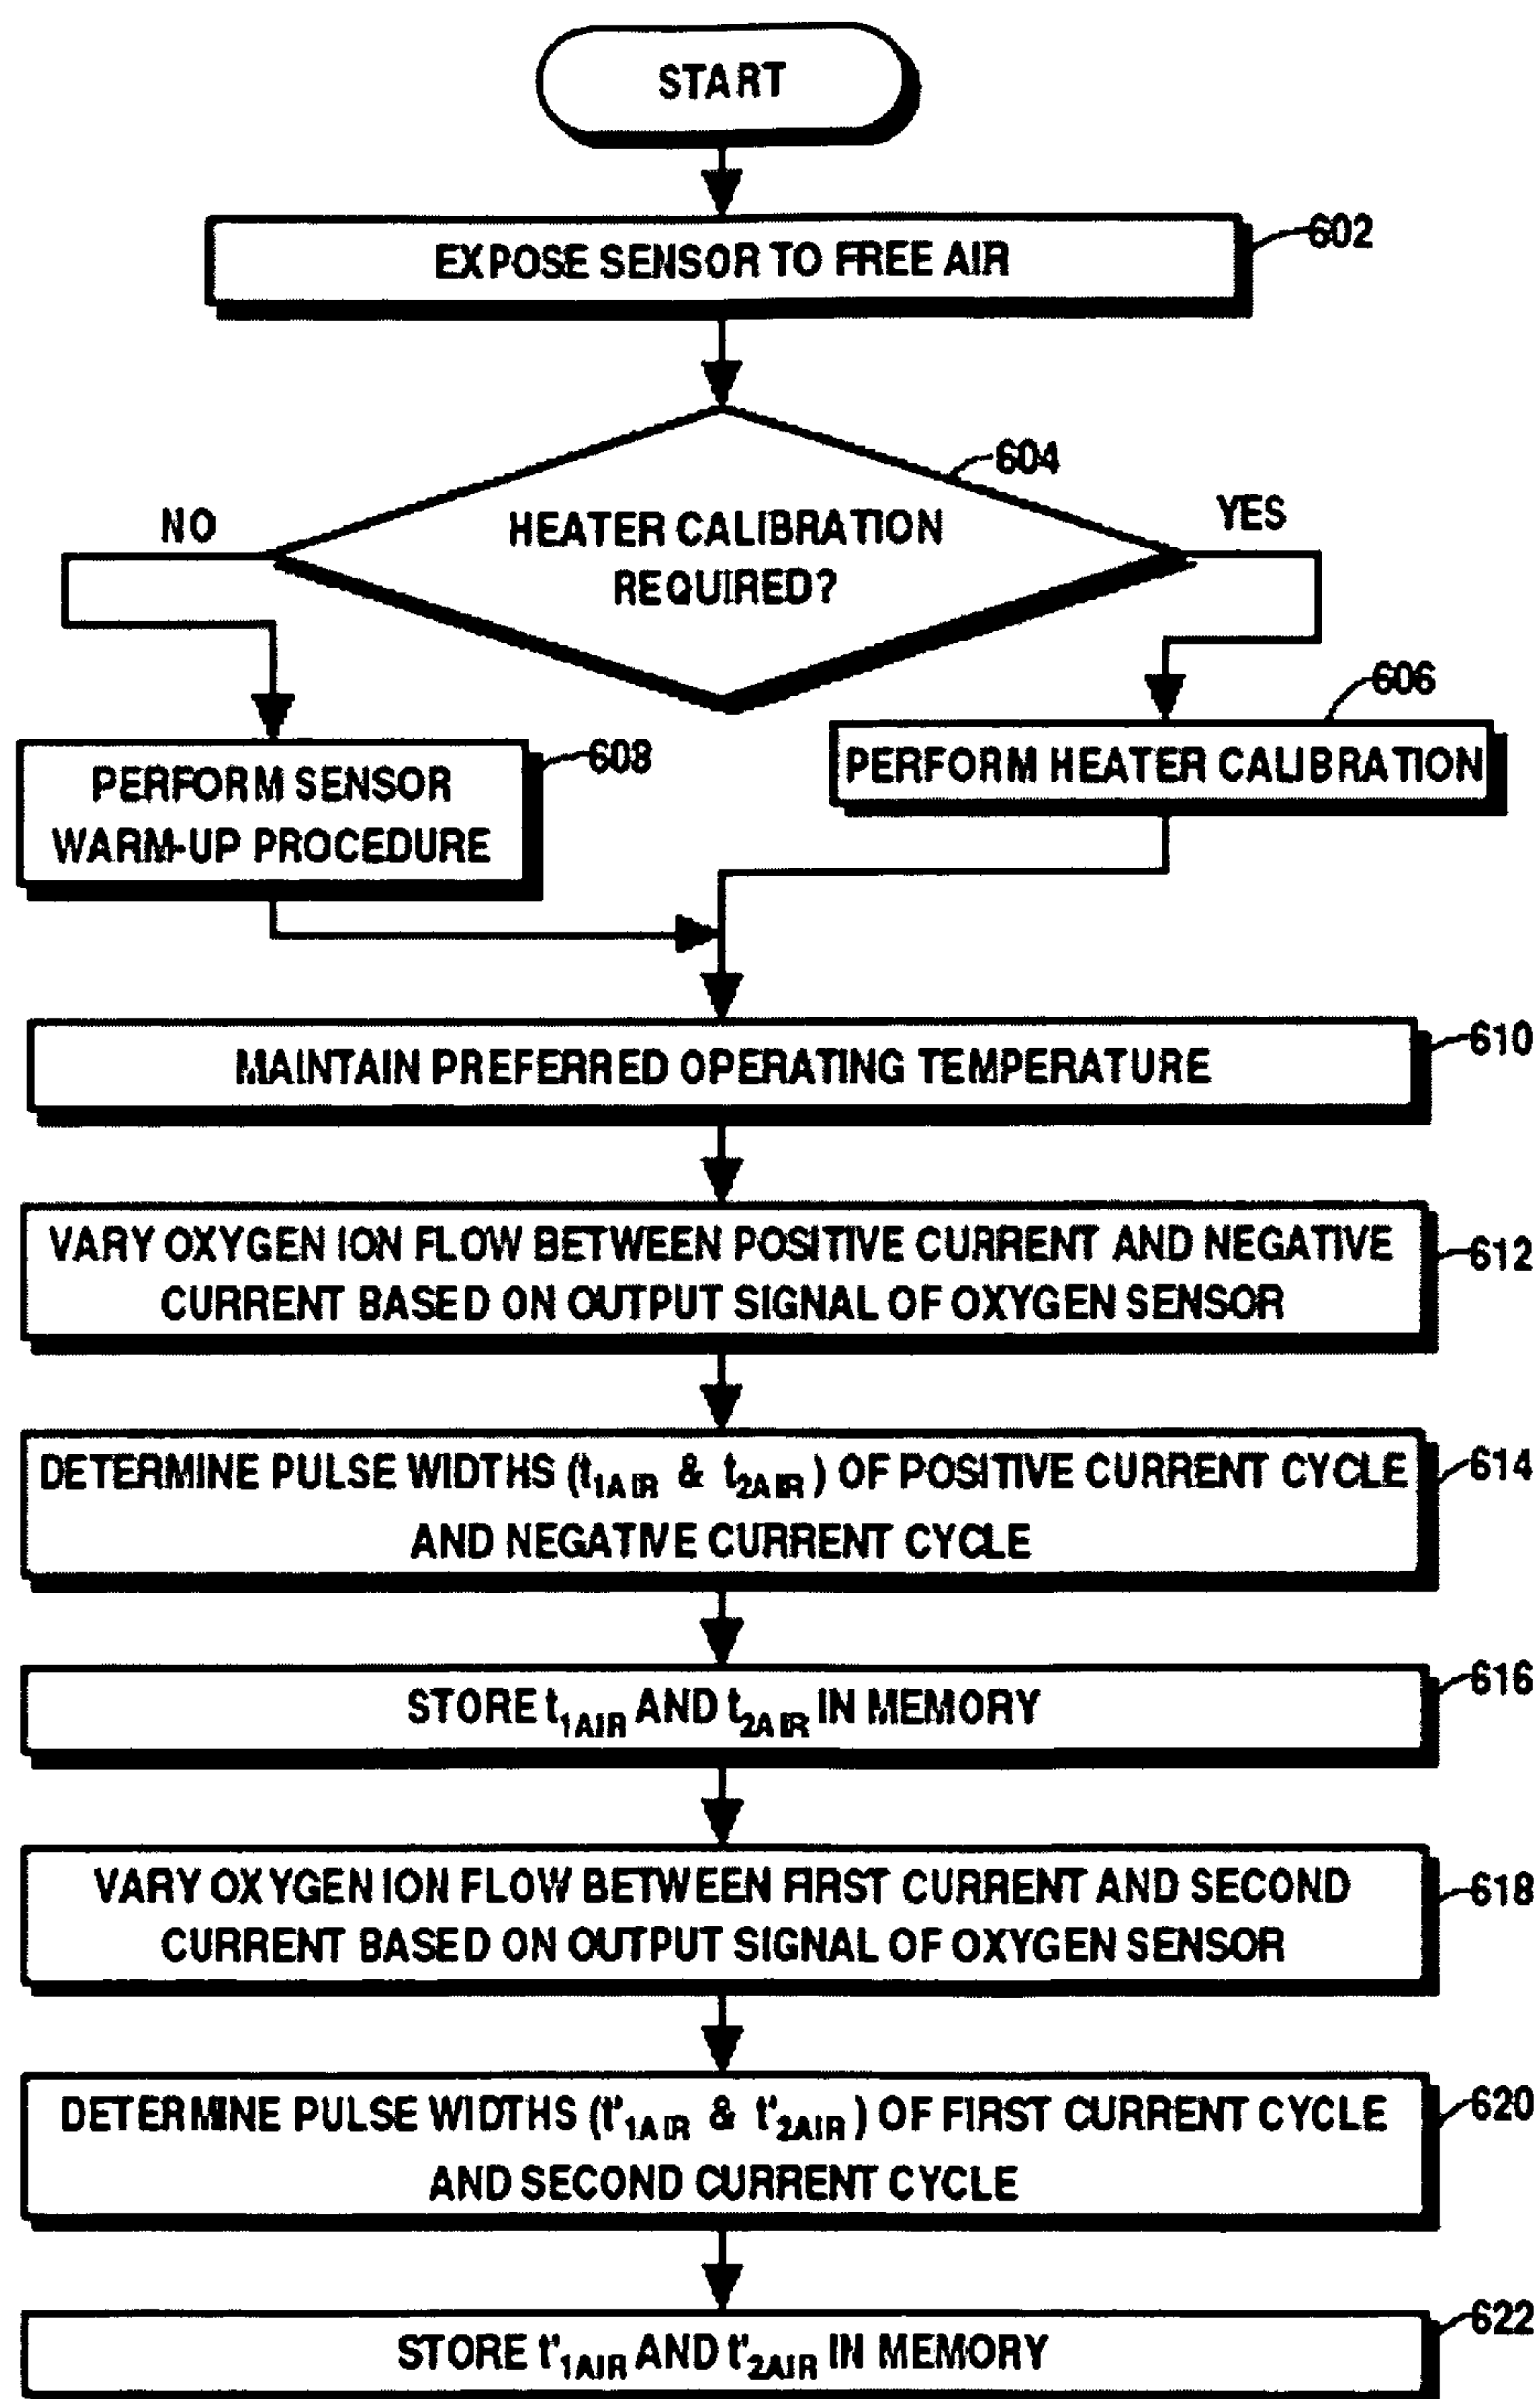 START
EXPOSE SENSOR TO FREE AIR
602
604
HEATER CALIBRATION
REQUIRED?
NO
YES
606
PERFORM HEATER CALIBRATION
608
PERFORM SENSOR
WARM-UP PROCEDURE
MAINTAIN PREFERRED OPERATING TEMPERATURE
610
VARY OXYGEN ION FLOW BETWEEN POSITIVE CURRENT AND NEGATIVE
CURRENT BASED ON OUTPUT SIGNAL OF OXYGEN SENSOR
612
DETERMINE PULSE WIDTHS (t1AIR & t2AIR) OF POSITIVE CURRENT CYCLE
AND NEGATIVE CURRENT CYCLE
614
STORE t1AIR AND t2AIR IN MEMORY
616
VARY OXYGEN ION FLOW BETWEEN FIRST CURRENT AND SECOND
CURRENT BASED ON OUTPUT SIGNAL OF OXYGEN SENSOR
618
DETERMINE PULSE WIDTHS (t'1AIR & t'2AIR) OF FIRST CURRENT CYCLE
AND SECOND CURRENT CYCLE
620
STORE t'1AIR AND t'2AIR IN MEMORY
622